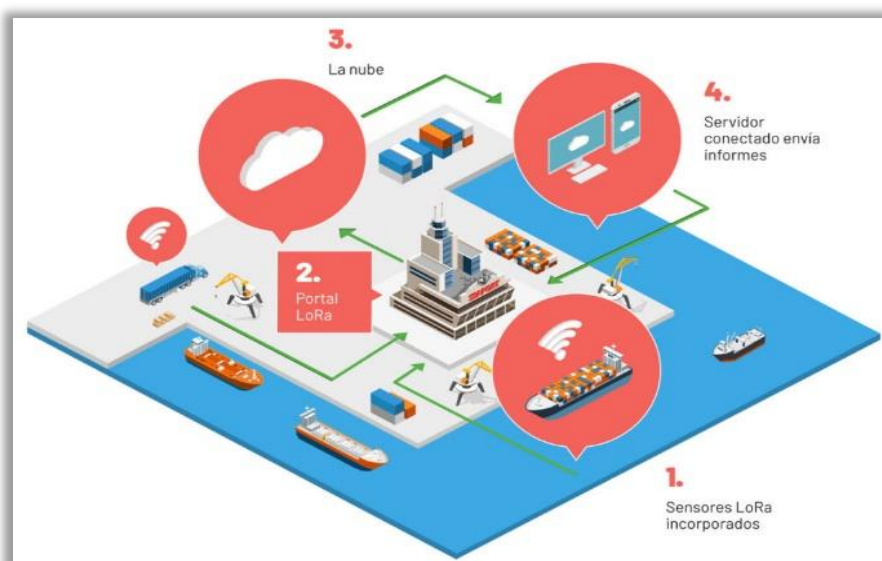 3.
La nube
4.
Servidor
conectado envía
informes
2.
Portal
LoRa
1.
Sensores LoRa
incorporados